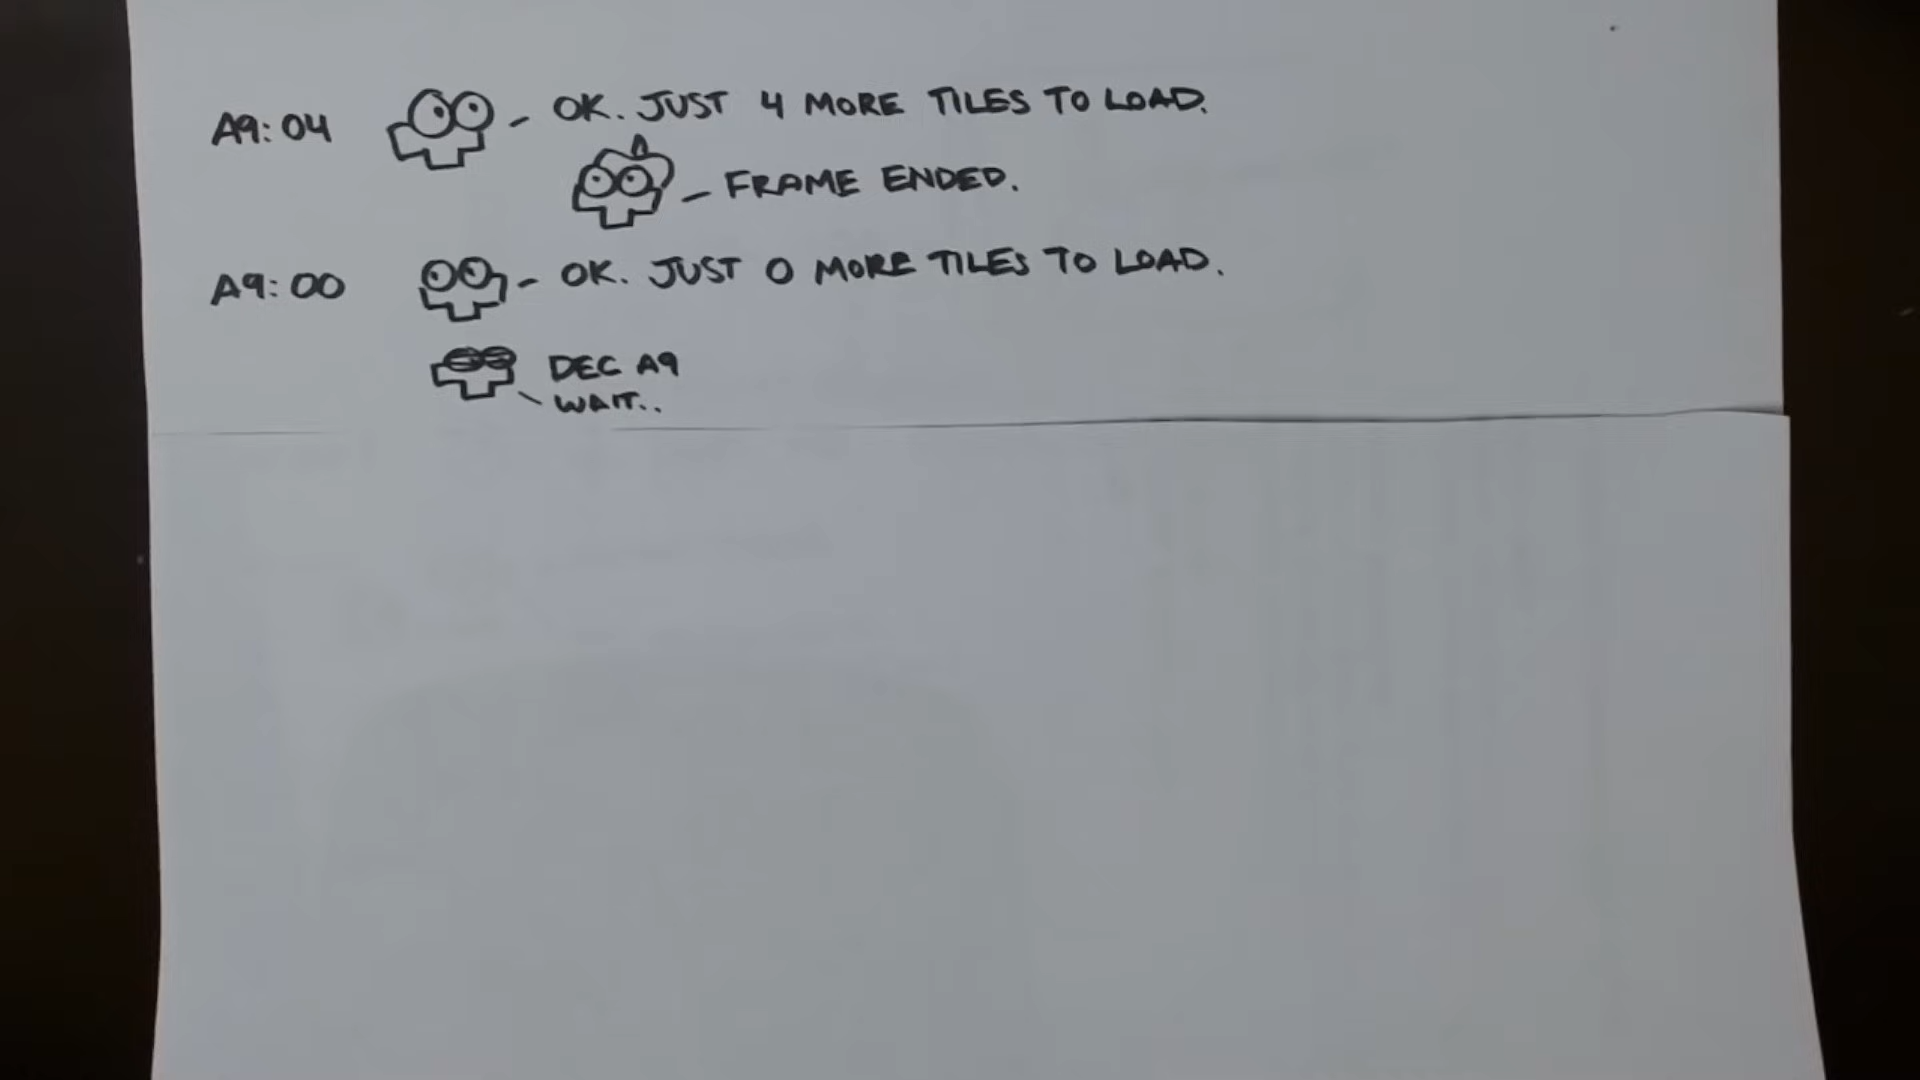 A9:04 OK. JUST 4 MORE TILES TO LOAD.
FRAME ENDED.
A9:00 OK. JUST 0 MORE TILES TO LOAD.
DEC A9
WAIT..